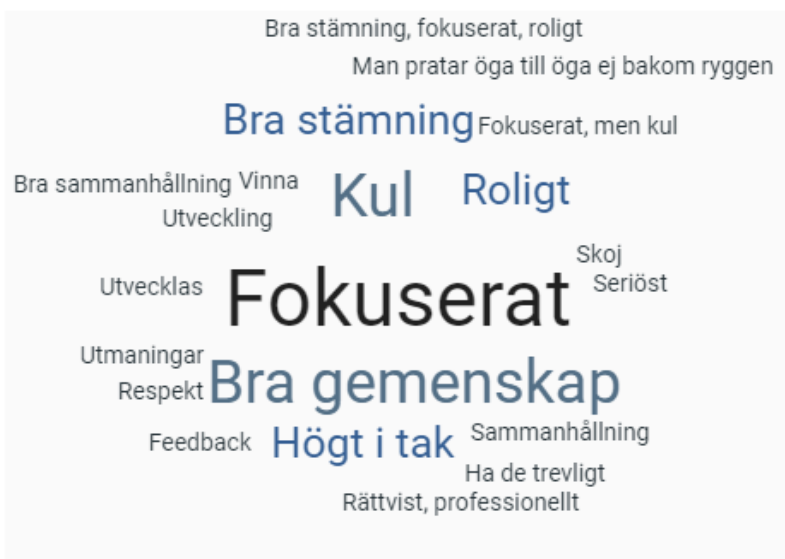 Bra stämning, fokuserat, roligt
Man pratar öga till öga ej bakom ryggen
Bra stämning
Fokuserat, men kul
Bra sammanhållning
Vinna
Kul
Roligt
Utveckling
Skoj
Utvecklas
Fokuserat
Seriöst
Utmaningar
Respekt
Bra gemenskap
Feedback
Högt i tak
Sammanhållning
Ha de trevligt
Rättvist, professionellt